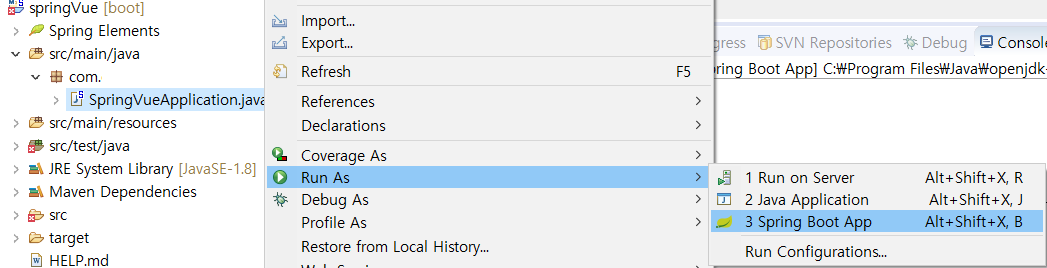 springVue [boot]
Spring Elements
src/main/java
com.
SpringVueApplication.java
src/main/resources
src/test/java
JRE System Library [JavaSE-1.8]
Maven Dependencies
src
target
HELP.md
Import...
Export...
Refresh F5
References
Declarations
Coverage As
Run As
Debug As
Profile As
Restore from Local History...
1 Run on Server Alt+Shift+X, R
2 Java Application Alt+Shift+X, J
3 Spring Boot App Alt+Shift+X, B
Run Configurations...
gress SVN Repositories Debug Consol
ring Boot App] C:₩Program Files₩Java₩openjdk-